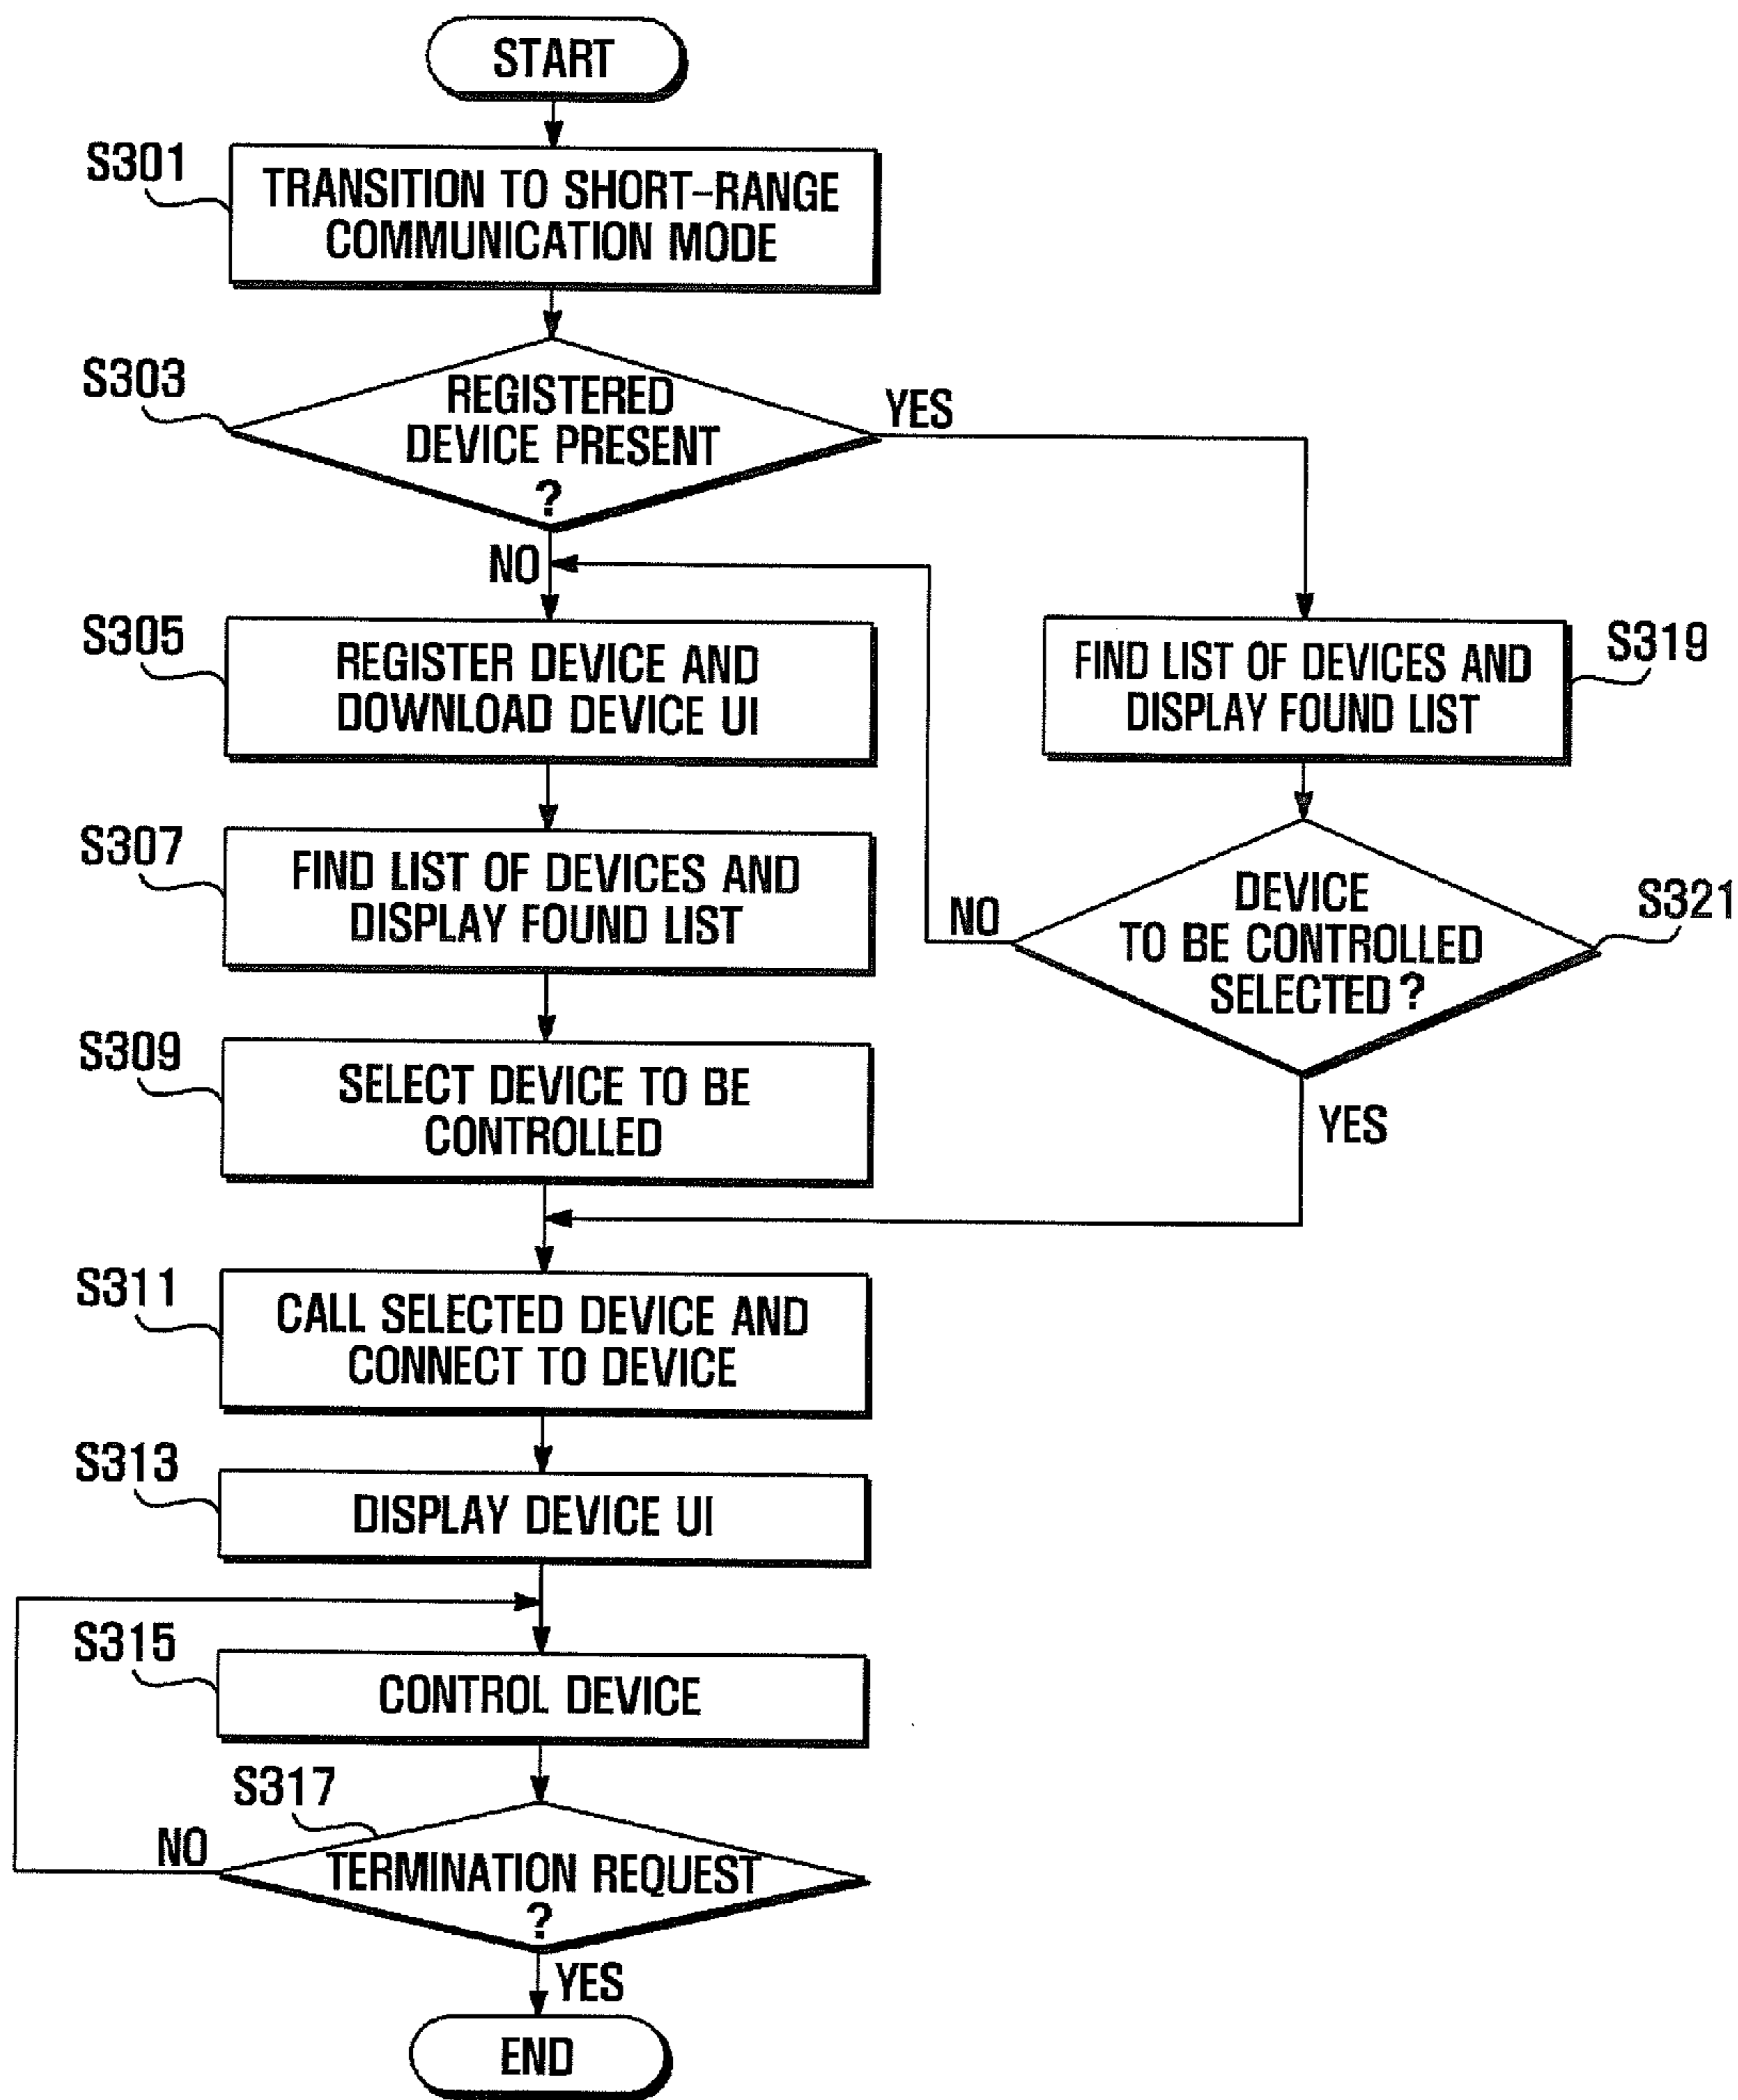 START
S301
TRANSITION TO SHORT-RANGE
COMMUNICATION MODE
S303
REGISTERED
DEVICE PRESENT
?
YES
NO
S305
REGISTER DEVICE AND
DOWNLOAD DEVICE UI
S319
FIND LIST OF DEVICES AND
DISPLAY FOUND LIST
S307
FIND LIST OF DEVICES AND
DISPLAY FOUND LIST
S321
DEVICE
TO BE CONTROLLED
SELECTED ?
NO
YES
S309
SELECT DEVICE TO BE
CONTROLLED
S311
CALL SELECTED DEVICE AND
CONNECT TO DEVICE
S313
DISPLAY DEVICE UI
S315
CONTROL DEVICE
S317
TERMINATION REQUEST
?
NO
YES
END